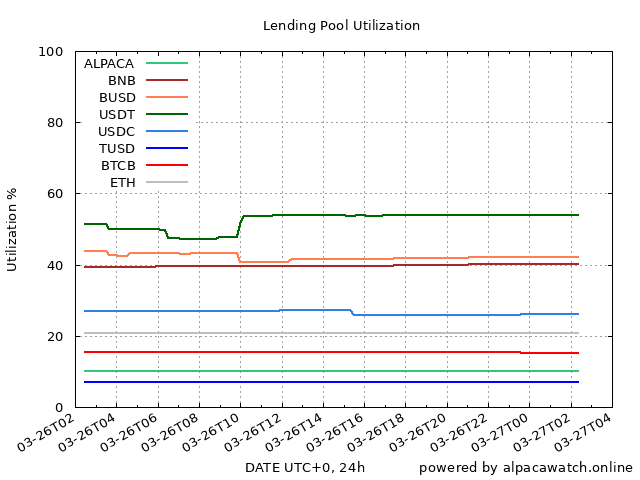 Lending Pool Utilization
100
80
60
40
20
0
Utilization %
ALPACA
BNB
BUSD
USDT
USDC
TUSD
BTCB
ETH
03-26T02
03-26T04
03-26T06
03-26T08
03-26T10
03-26T12
03-26T14
03-26T16
03-26T18
03-26T20
03-26T22
03-27T00
03-27T02
03-27T04
DATE UTC+0, 24h
powered by alpacawatch.online